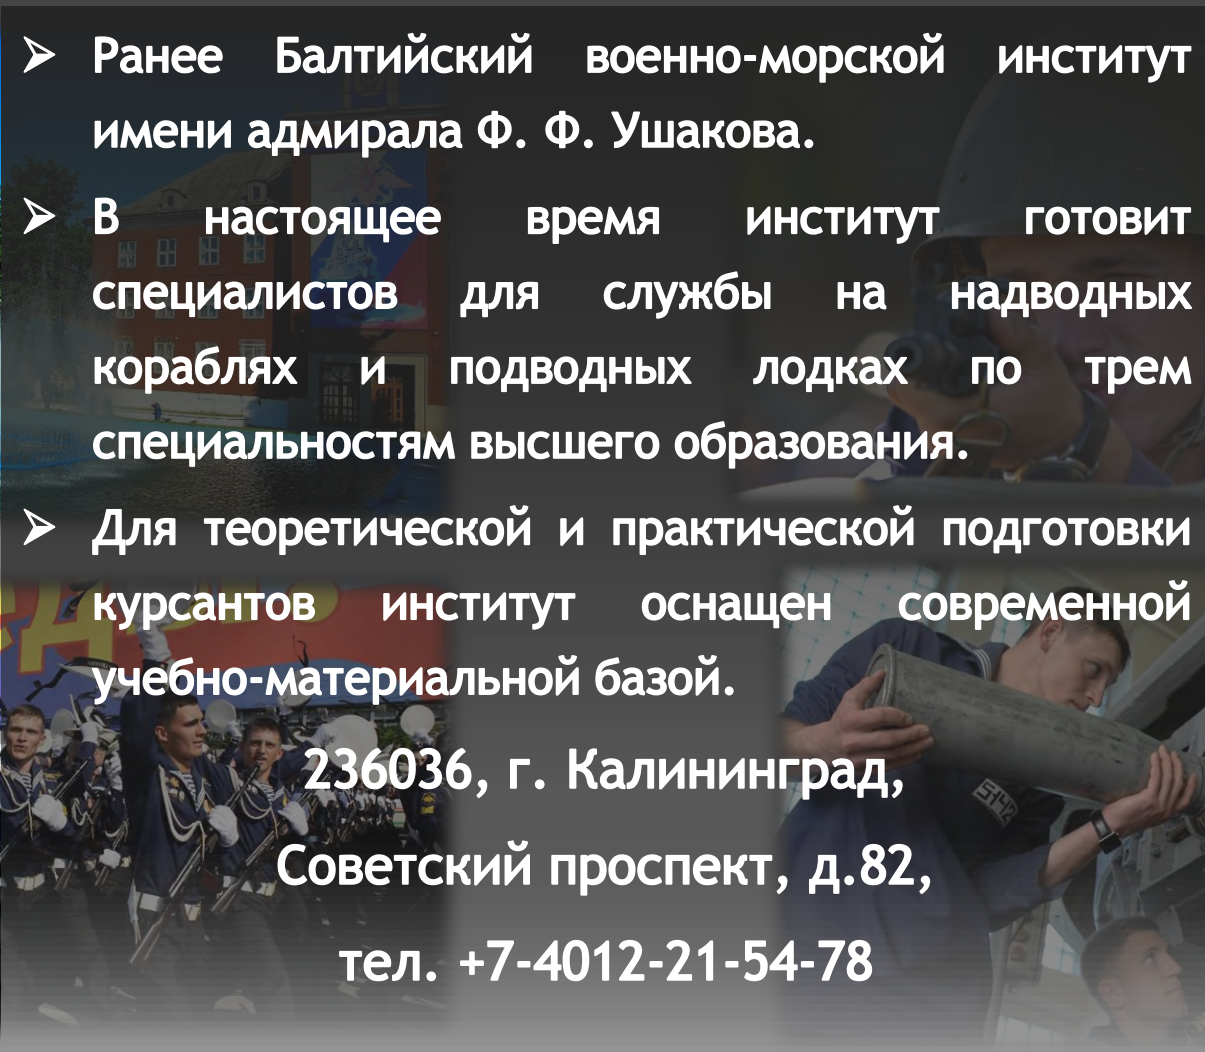 ➢ Ранее Балтийский военно-морской институт
имени адмирала Ф. Ф. Ушакова.
➢ В настоящее время институт готовит
специалистов для службы на надводных
кораблях и подводных лодках по трем
специальностям высшего образования.
➢ Для теоретической и практической подготовки
курсантов институт оснащен современной
учебно-материальной базой.
236036, г. Калининград,
Советский проспект, д.82,
тел. +7-4012-21-54-78